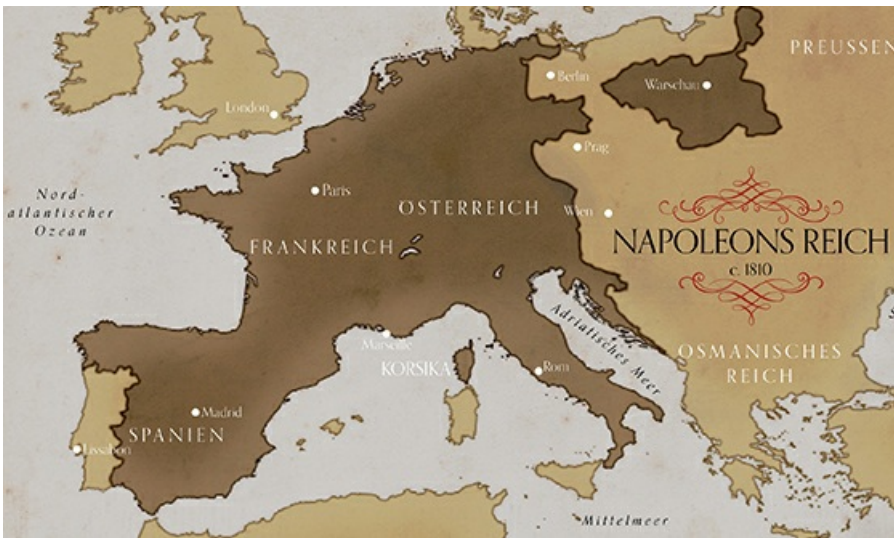 PREUSSEN
Berlin
Warschau
London
Prag
Nord-
atlantischer
Ozean
Paris
ÖSTERREICH
Wien
FRANKREICH
NAPOLEONS REICH
c. 1810
Adriatisches Meer
Marseille
KORSIKA
Rom
OSMANISCHES
REICH
Madrid
SPANIEN
Lissabon
Mittelmeer